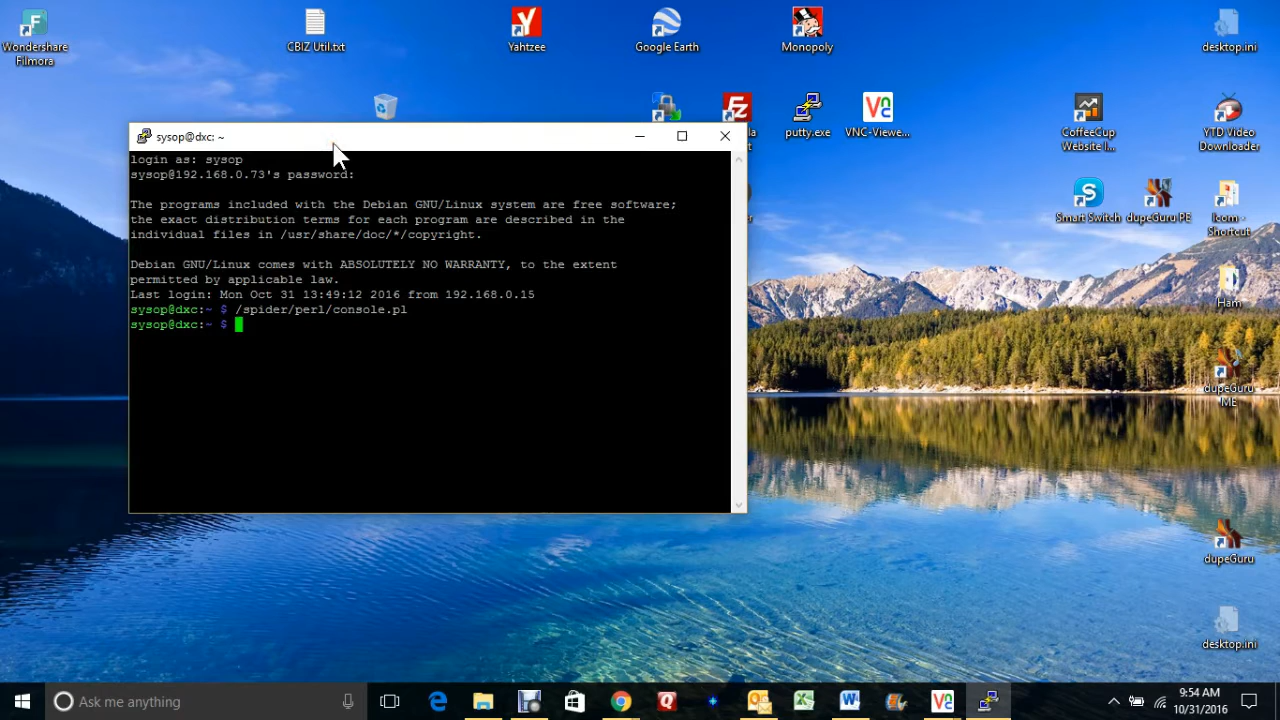 Wondershare
Filmora
CBIZ Util.txt
Yahtzee
Google Earth
Monopoly
desktop.ini
putty.exe
VNC-Viewe...
CoffeeCup
Website I...
YTD Video
Downloader
Smart Switch
dupeGuru PE
Icom -
Shortcut
Ham
dupeGuru
ME
dupeGuru
desktop.ini
sysop@dxc: ~
login as: sysop
sysop@192.168.0.73's password:
The programs included with the Debian GNU/Linux system are free software;
the exact distribution terms for each program are described in the
individual files in /usr/share/doc/*/copyright.
Debian GNU/Linux comes with ABSOLUTELY NO WARRANTY, to the extent
permitted by applicable law.
Last login: Mon Oct 31 13:49:12 2016 from 192.168.0.15
sysop@dxc:~ $ /spider/perl/console.pl
sysop@dxc:~ $
Ask me anything
9:54 AM
10/31/2016